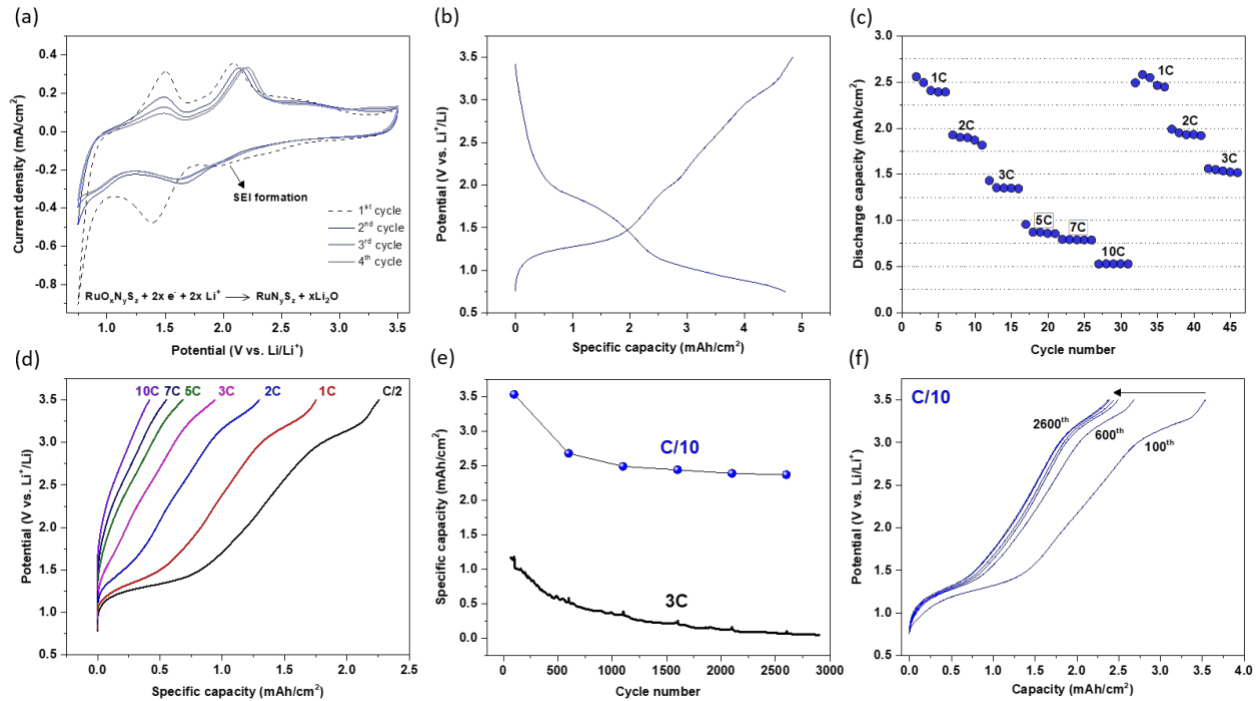 (a)
0.4
0.2
0.0
-0.2
-0.4
-0.6
-0.8
Current density (mA/cm²)
SEI formation
1ˢᵗ cycle
2ⁿᵈ cycle
3ʳᵈ cycle
4ᵗʰ cycle
RuOₓNᵧS_z + 2x e⁻ + 2x Li⁺ → RuNᵧS_z + xLi₂O
1.0 1.5 2.0 2.5 3.0 3.5
Potential (V vs. Li/Li⁺)
(b)
3.5
3.0
2.5
2.0
1.5
1.0
0.5
Potential (V vs. Li⁺/Li)
0 1 2 3 4 5
Specific capacity (mAh/cm²)
(c)
3.0
2.5
2.0
1.5
1.0
0.5
0.0
Discharge capacity (mAh/cm²)
1C 1C
2C 2C
3C 3C
5C 7C
10C
0 5 10 15 20 25 30 35 40 45
Cycle number
(d)
10C 7C 5C 3C 2C 1C C/2
3.5
3.0
2.5
2.0
1.5
1.0
0.5
Potential (V vs. Li⁺/Li)
0.0 0.5 1.0 1.5 2.0 2.5
Specific capacity (mAh/cm²)
(e)
4.0
3.5
3.0
2.5
2.0
1.5
1.0
0.5
0.0
Specific capacity (mAh/cm²)
C/10
3C
0 500 1000 1500 2000 2500 3000
Cycle number
(f)
C/10
3.5
3.0
2.5
2.0
1.5
1.0
0.5
Potential (V vs. Li/Li⁺)
2600ᵗʰ
600ᵗʰ
100ᵗʰ
0.0 0.5 1.0 1.5 2.0 2.5 3.0 3.5 4.0
Capacity (mAh/cm²)